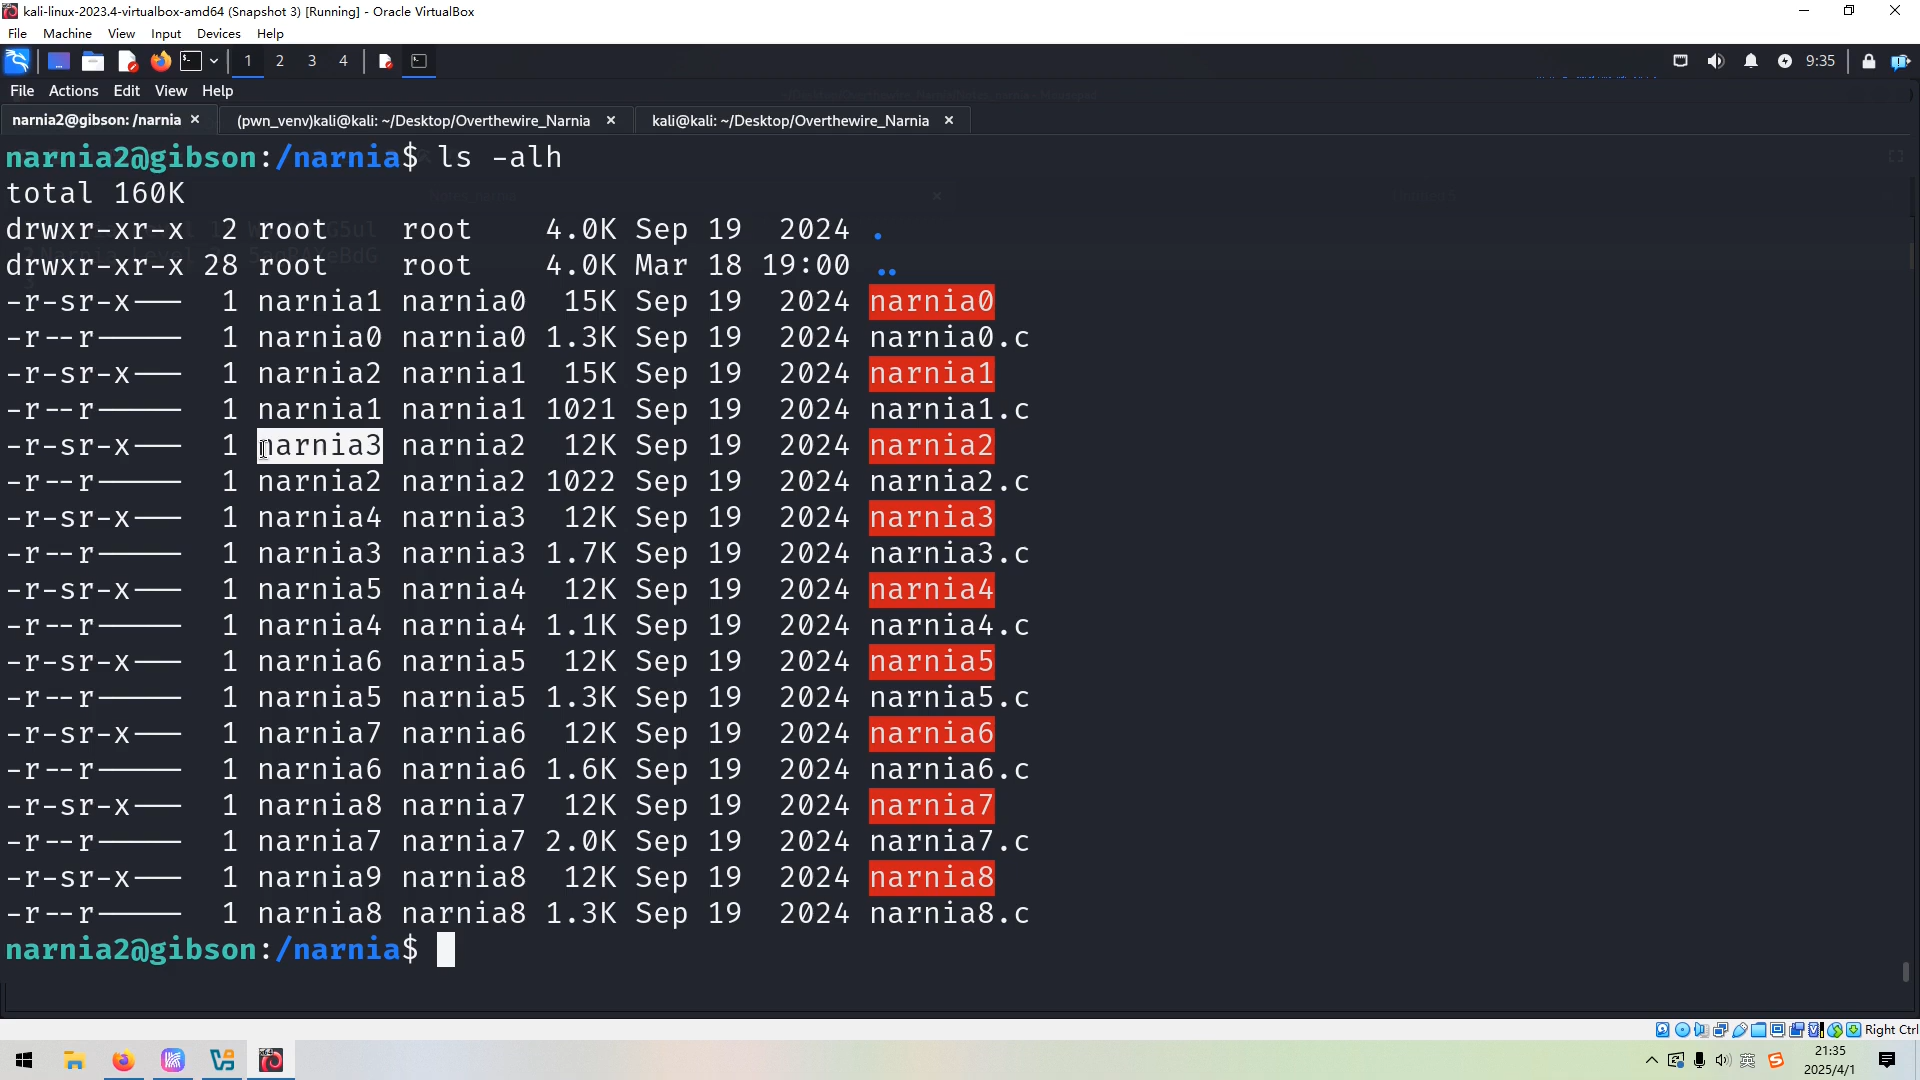 kali-linux-2023.4-virtualbox-amd64 (Snapshot 3) [Running] - Oracle VirtualBox
File Machine View Input Devices Help
1 2 3 4 9:35
File Actions Edit View Help
narnia2@gibson: /narnia (pwn_venv)kali@kali: ~/Desktop/Overthewire_Narnia kali@kali: ~/Desktop/Overthewire_Narnia
narnia2@gibson:/narnia$ ls -alh
total 160K
drwxr-xr-x 2 root root 4.0K Sep 19 2024 .
drwxr-xr-x 28 root root 4.0K Mar 18 19:00 ..
-r-sr-x--- 1 narnia1 narnia0 15K Sep 19 2024 narnia0
-r--r----- 1 narnia0 narnia0 1.3K Sep 19 2024 narnia0.c
-r-sr-x--- 1 narnia2 narnia1 15K Sep 19 2024 narnia1
-r--r----- 1 narnia1 narnia1 1021 Sep 19 2024 narnia1.c
-r-sr-x--- 1 narnia3 narnia2 12K Sep 19 2024 narnia2
-r--r----- 1 narnia2 narnia2 1022 Sep 19 2024 narnia2.c
-r-sr-x--- 1 narnia4 narnia3 12K Sep 19 2024 narnia3
-r--r----- 1 narnia3 narnia3 1.7K Sep 19 2024 narnia3.c
-r-sr-x--- 1 narnia5 narnia4 12K Sep 19 2024 narnia4
-r--r----- 1 narnia4 narnia4 1.1K Sep 19 2024 narnia4.c
-r-sr-x--- 1 narnia6 narnia5 12K Sep 19 2024 narnia5
-r--r----- 1 narnia5 narnia5 1.3K Sep 19 2024 narnia5.c
-r-sr-x--- 1 narnia7 narnia6 12K Sep 19 2024 narnia6
-r--r----- 1 narnia6 narnia6 1.6K Sep 19 2024 narnia6.c
-r-sr-x--- 1 narnia8 narnia7 12K Sep 19 2024 narnia7
-r--r----- 1 narnia7 narnia7 2.0K Sep 19 2024 narnia7.c
-r-sr-x--- 1 narnia9 narnia8 12K Sep 19 2024 narnia8
-r--r----- 1 narnia8 narnia8 1.3K Sep 19 2024 narnia8.c
narnia2@gibson:/narnia$
Right Ctrl
英 21:35
2025/4/1